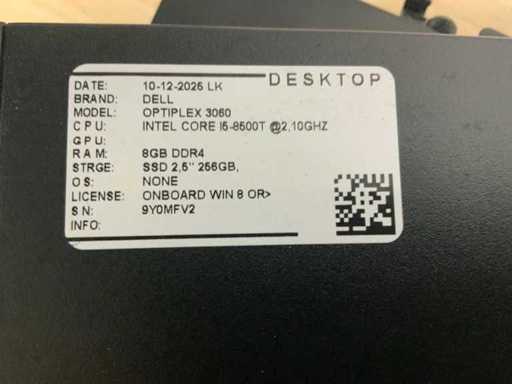 DESKTOP
DATE: 10-12-2025 LK
BRAND: DELL
MODEL: OPTIPLEX 3060
CPU: INTEL CORE I5-8500T @2,10GHZ
GPU:
RAM: 8GB DDR4
STRGE: SSD 2,5" 256GB,
OS: NONE
LICENSE: ONBOARD WIN 8 OR>
SN: 9Y0MFV2
INFO: